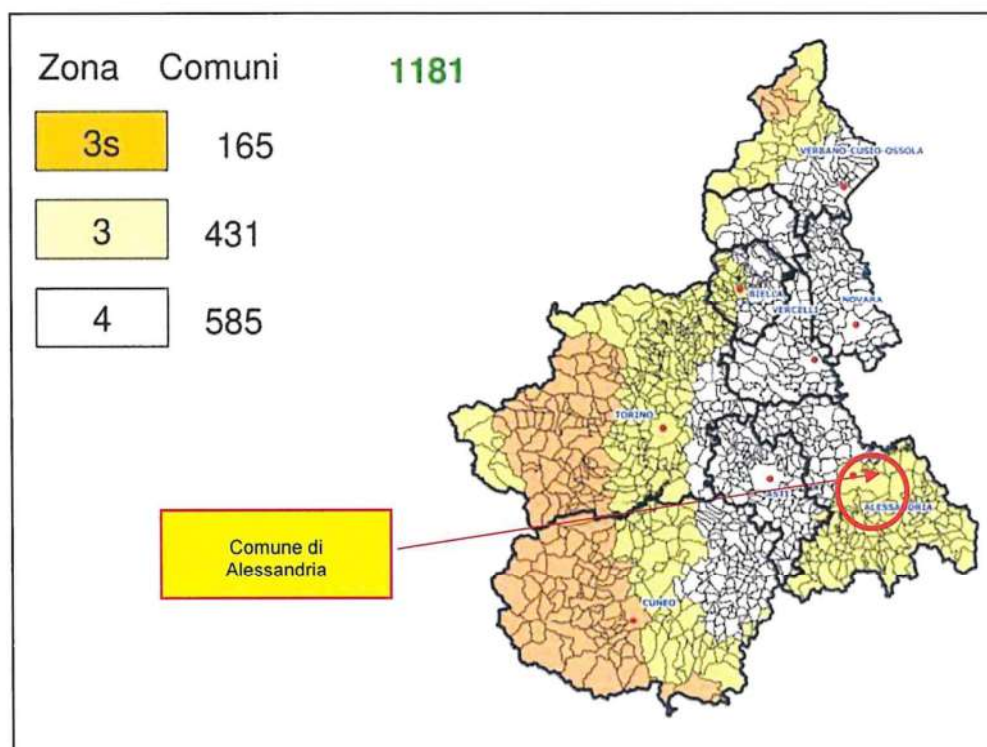 Zona Comuni 1181
3s 165
3 431
4 585
VERBANO-CUSIO-OSSOLA
BIELLA
VERCELLI
NOVARA
TORINO
ASTI
ALESSANDRIA
Comune di
Alessandria
CUNEO